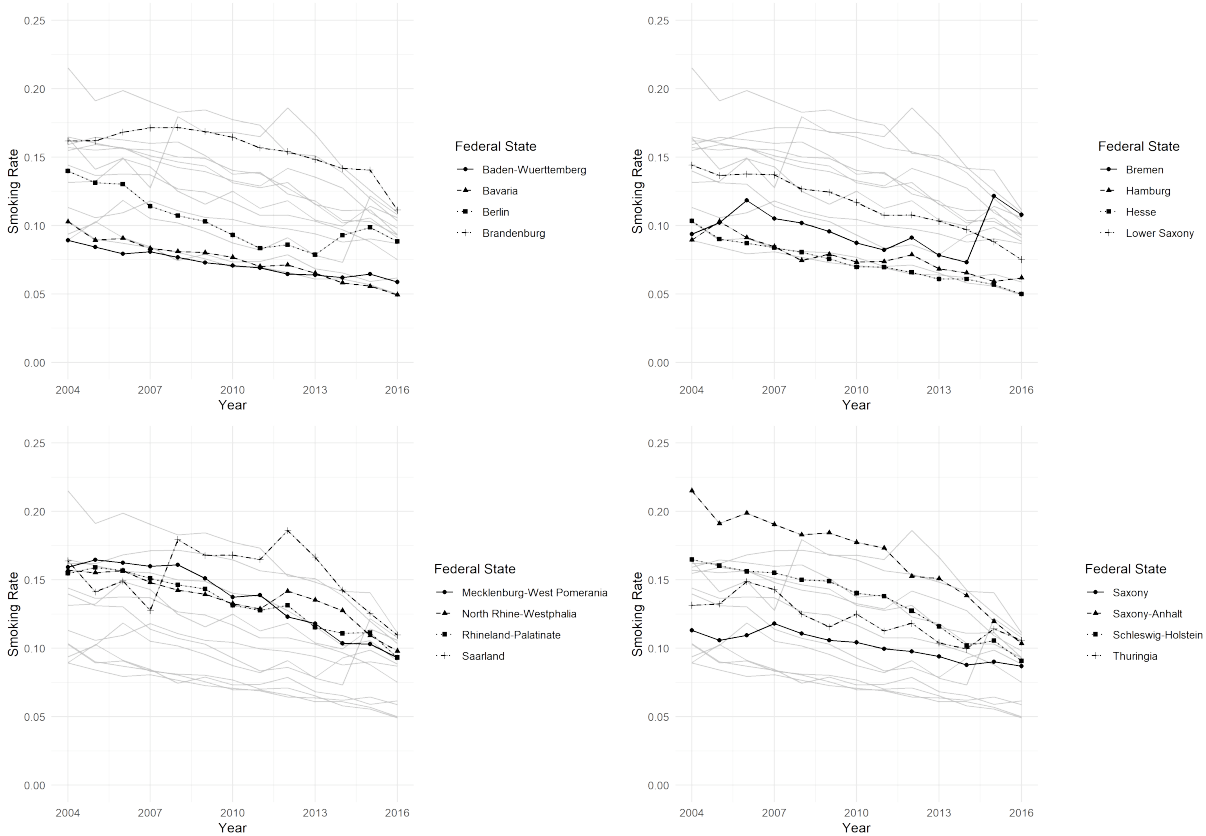 0.25
0.20
0.15
0.10
0.05
0.00
Smoking Rate
2004 2007 2010 2013 2016
Year
Federal State
Baden-Wuerttemberg
Bavaria
Berlin
Brandenburg
0.25
0.20
0.15
0.10
0.05
0.00
Smoking Rate
2004 2007 2010 2013 2016
Year
Federal State
Bremen
Hamburg
Hesse
Lower Saxony
0.25
0.20
0.15
0.10
0.05
0.00
Smoking Rate
2004 2007 2010 2013 2016
Year
Federal State
Mecklenburg-West Pomerania
North Rhine-Westphalia
Rhineland-Palatinate
Saarland
0.25
0.20
0.15
0.10
0.05
0.00
Smoking Rate
2004 2007 2010 2013 2016
Year
Federal State
Saxony
Saxony-Anhalt
Schleswig-Holstein
Thuringia